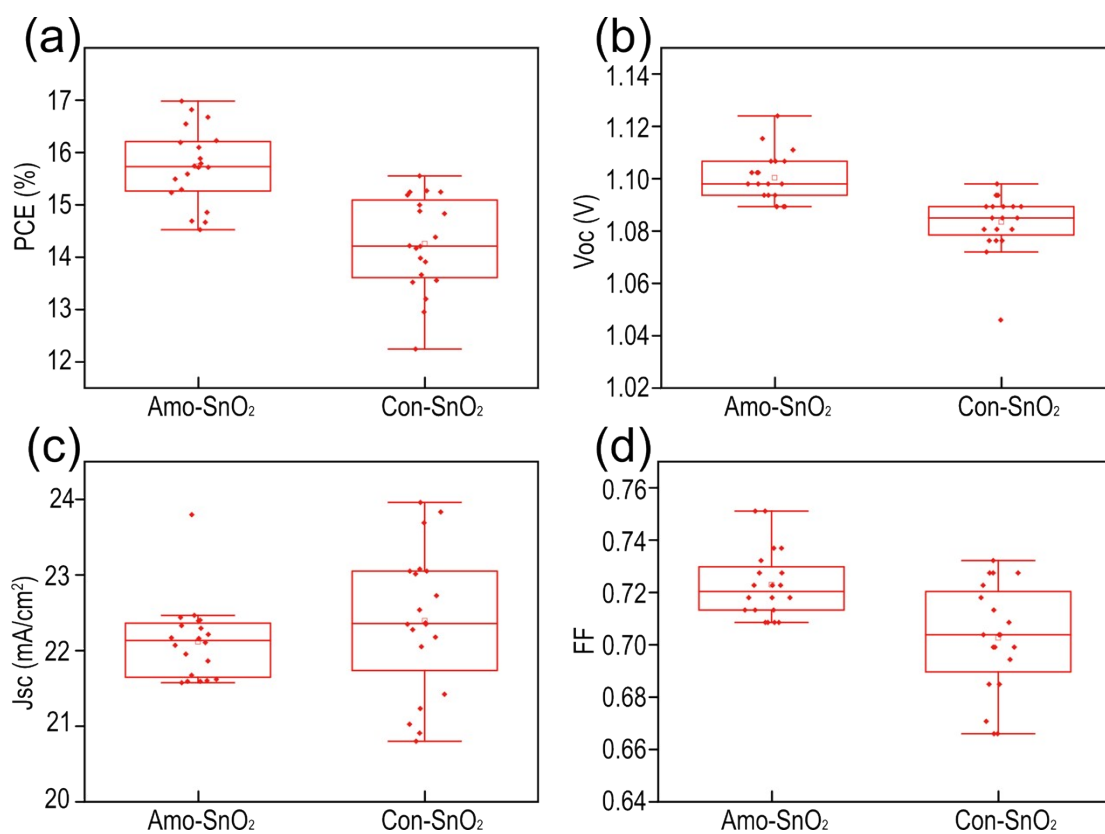 (a)
PCE (%)
17
16
15
14
13
12
Amo-SnO₂
Con-SnO₂
(b)
Voc (V)
1.14
1.12
1.10
1.08
1.06
1.04
1.02
Amo-SnO₂
Con-SnO₂
(c)
Jsc (mA/cm²)
24
23
22
21
20
Amo-SnO₂
Con-SnO₂
(d)
FF
0.76
0.74
0.72
0.70
0.68
0.66
0.64
Amo-SnO₂
Con-SnO₂